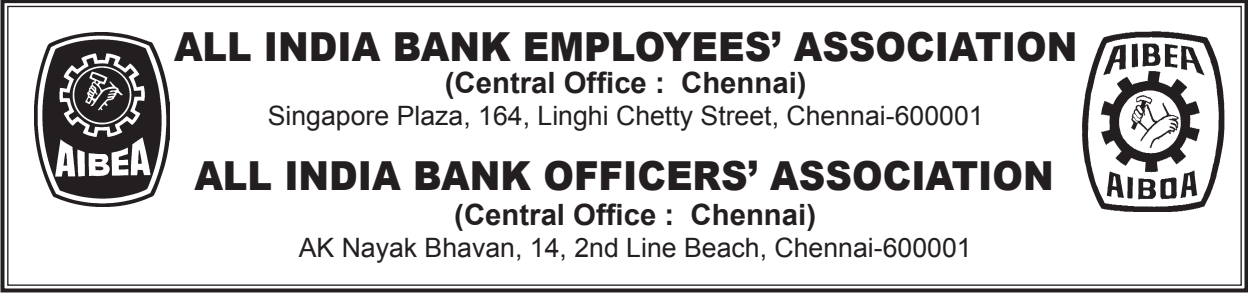 ALL INDIA BANK EMPLOYEES’ ASSOCIATION
(Central Office :  Chennai)
Singapore Plaza, 164, Linghi Chetty Street, Chennai-600001
AIBEA
AIBEA
AIBOA
ALL INDIA BANK OFFICERS’ ASSOCIATION
(Central Office :  Chennai)
AK Nayak Bhavan, 14, 2nd Line Beach, Chennai-600001